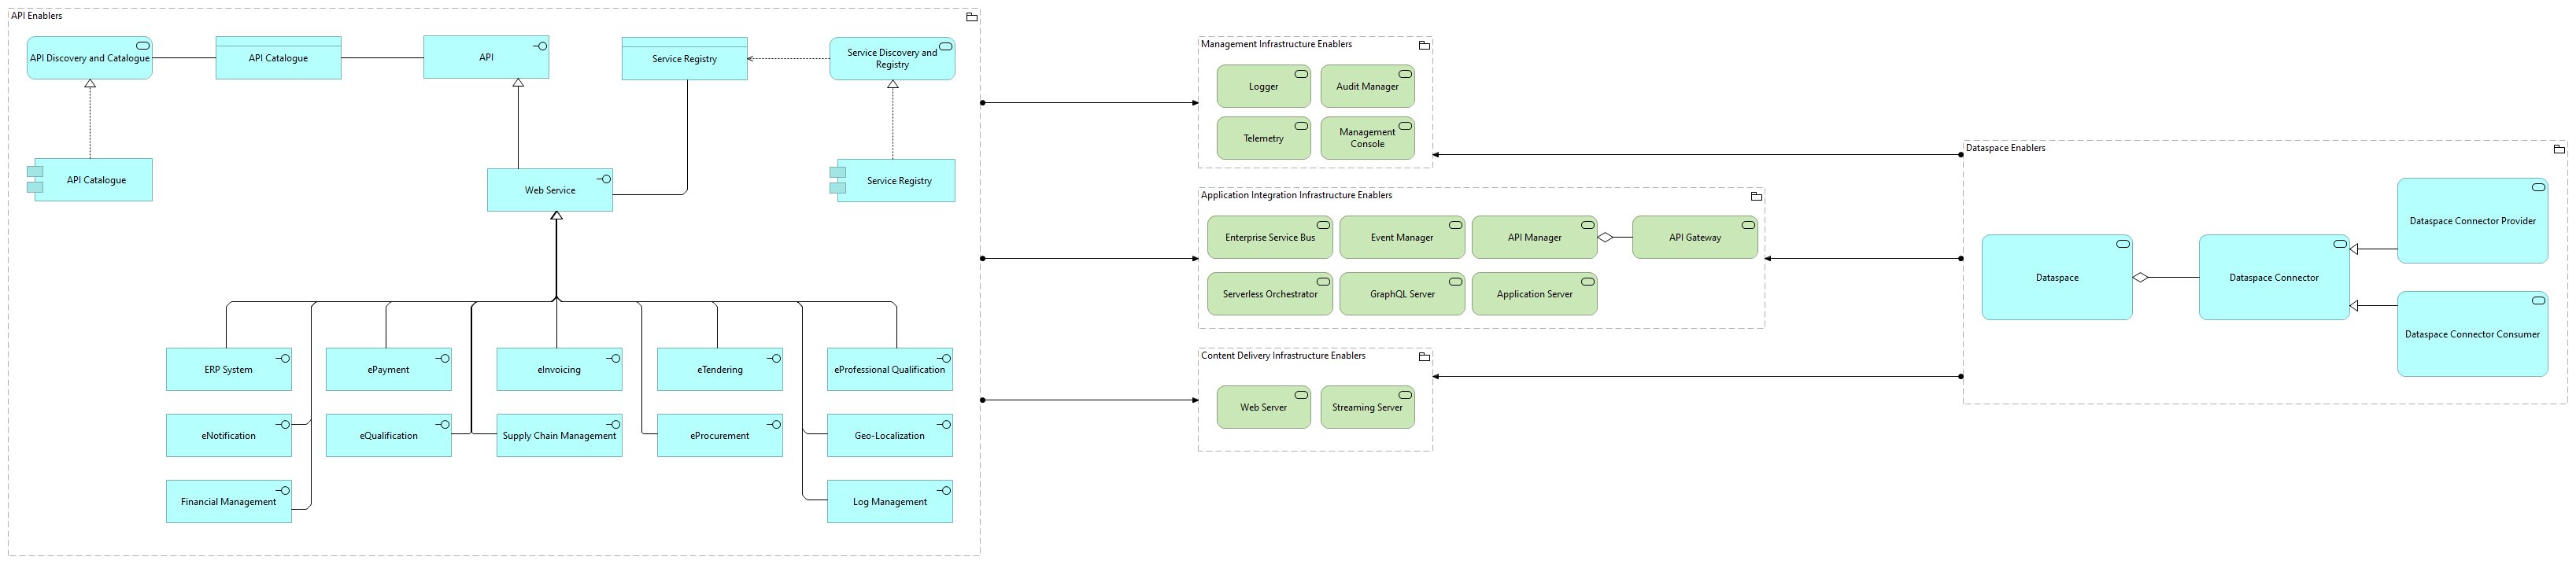 API Enablers
API Discovery and Catalogue
API Catalogue
API
Service Registry
Service Discovery and
Registry
API Catalogue
Web Service
Service Registry
ERP System
ePayment
eInvoicing
eTendering
eProfessional Qualification
eNotification
eQualification
Supply Chain Management
eProcurement
Geo-Localization
Financial Management
Log Management
Management Infrastructure Enablers
Logger
Audit Manager
Telemetry
Management
Console
Application Integration Infrastructure Enablers
Enterprise Service Bus
Event Manager
API Manager
API Gateway
Serverless Orchestrator
GraphQL Server
Application Server
Content Delivery Infrastructure Enablers
Web Server
Streaming Server
Dataspace Enablers
Dataspace Connector Provider
Dataspace
Dataspace Connector
Dataspace Connector Consumer